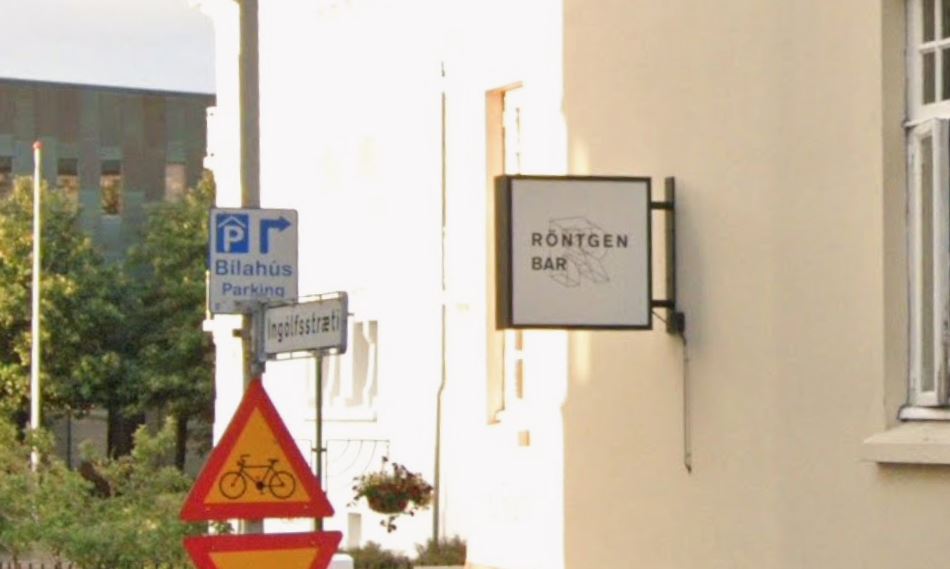 P
Bílahús
Parking
Ingólfsstræti
RÖNTGEN
BAR